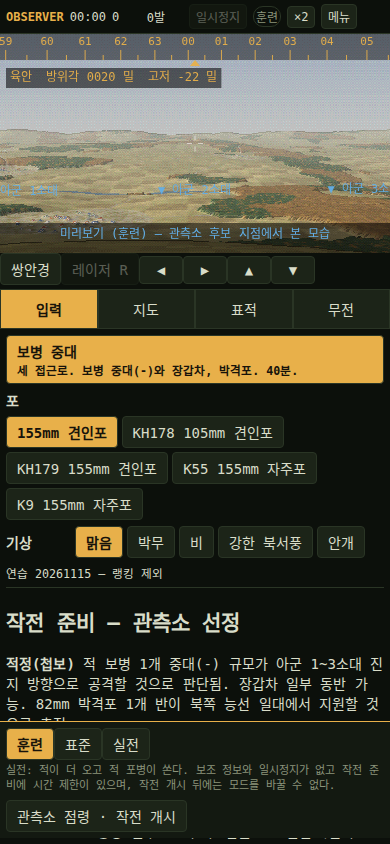 OBSERVER 00:00 0 0발 일시정지 훈련 ×2 메뉴
59 60 61 62 63 00 01 02 03 04 05
육안 방위각 0020 밀 고저 -22 밀
미리보기 (훈련) — 관측소 후보 지점에서 본 모습
쌍안경 레이저 R ◀ ▶ ▲ ▼
입력 지도 표적 무전
보병 중대
세 접근로. 보병 중대(-)와 장갑차, 박격포. 40분.
포
155mm 견인포 KH178 105mm 견인포
KH179 155mm 견인포 K55 155mm 자주포
K9 155mm 자주포
기상 맑음 박무 비 강한 북서풍 안개
연습 20261115 — 랭킹 제외
작전 준비 — 관측소 선정
적정(첩보) 적 보병 1개 중대(-) 규모가 아군 1~3소대 진
지 방향으로 공격할 것으로 판단됨. 장갑차 일부 동반 가
능. 82mm 박격포 1개 반이 북쪽 능선 일대에서 지원할 것
으로 추정
훈련 표준 실전
실전: 적이 더 오고 적 포병이 쏜다. 보조 정보와 일시정지가 없고 작전 준
비에 시간 제한이 있으며, 작전 개시 뒤에는 모드를 바꿀 수 없다.
관측소 점령 · 작전 개시